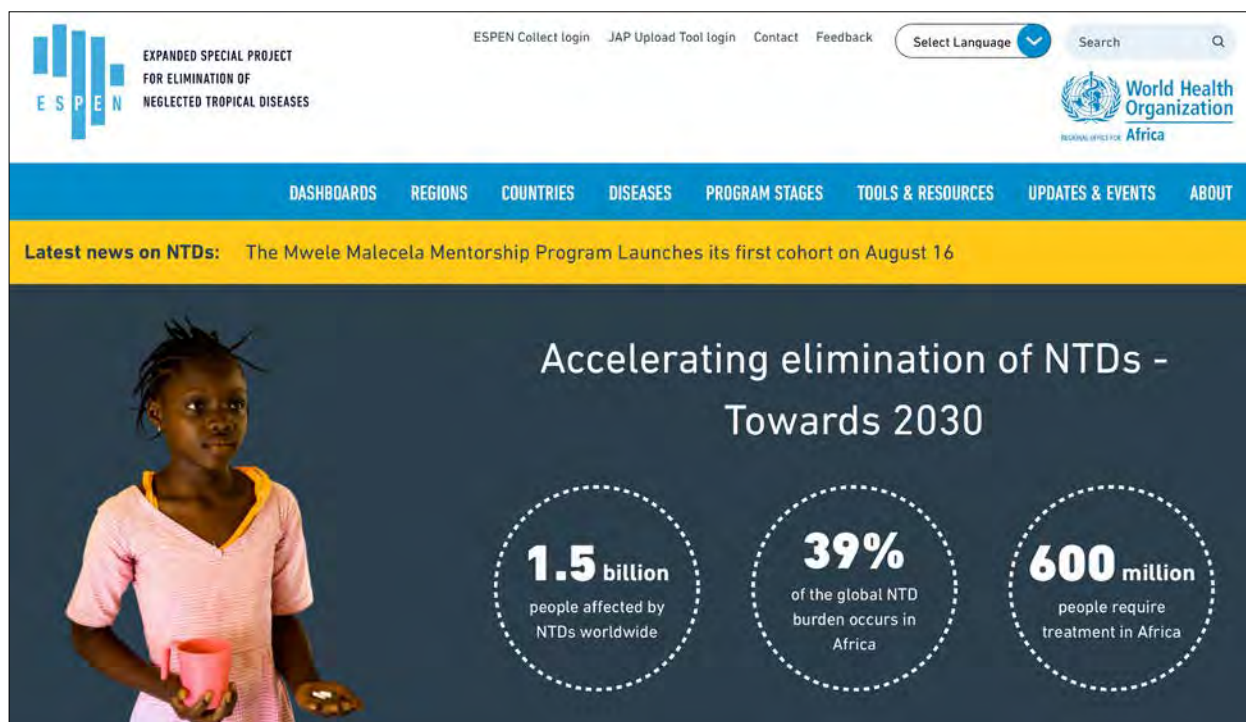 ESPEN Collect login JAP Upload Tool login Contact Feedback Select Language Search
EXPANDED SPECIAL PROJECT
FOR ELIMINATION OF
NEGLECTED TROPICAL DISEASES
ESPEN
World Health
Organization
REGIONAL OFFICE FOR Africa
DASHBOARDS REGIONS COUNTRIES DISEASES PROGRAM STAGES TOOLS & RESOURCES UPDATES & EVENTS ABOUT
Latest news on NTDs: The Mwele Malecela Mentorship Program Launches its first cohort on August 16
Accelerating elimination of NTDs -
Towards 2030
1.5 billion
people affected by
NTDs worldwide
39%
of the global NTD
burden occurs in
Africa
600 million
people require
treatment in Africa